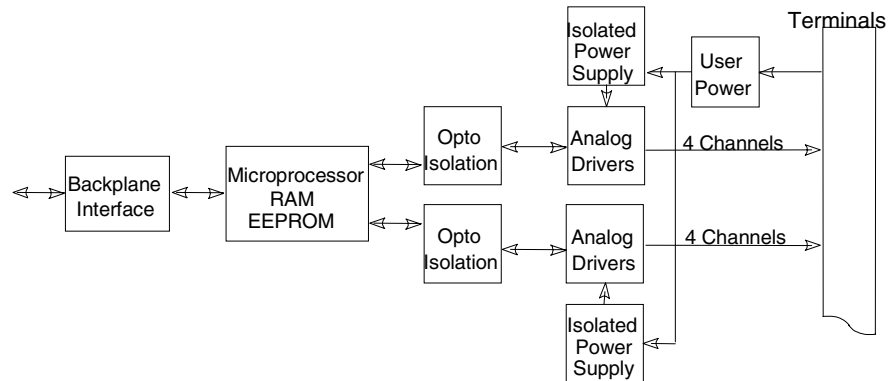 Terminals
Isolated
Power
Supply
User
Power
Opto
Isolation
Analog
Drivers
4 Channels
Backplane
Interface
Microprocessor
RAM
EEPROM
Opto
Isolation
Analog
Drivers
4 Channels
Isolated
Power
Supply